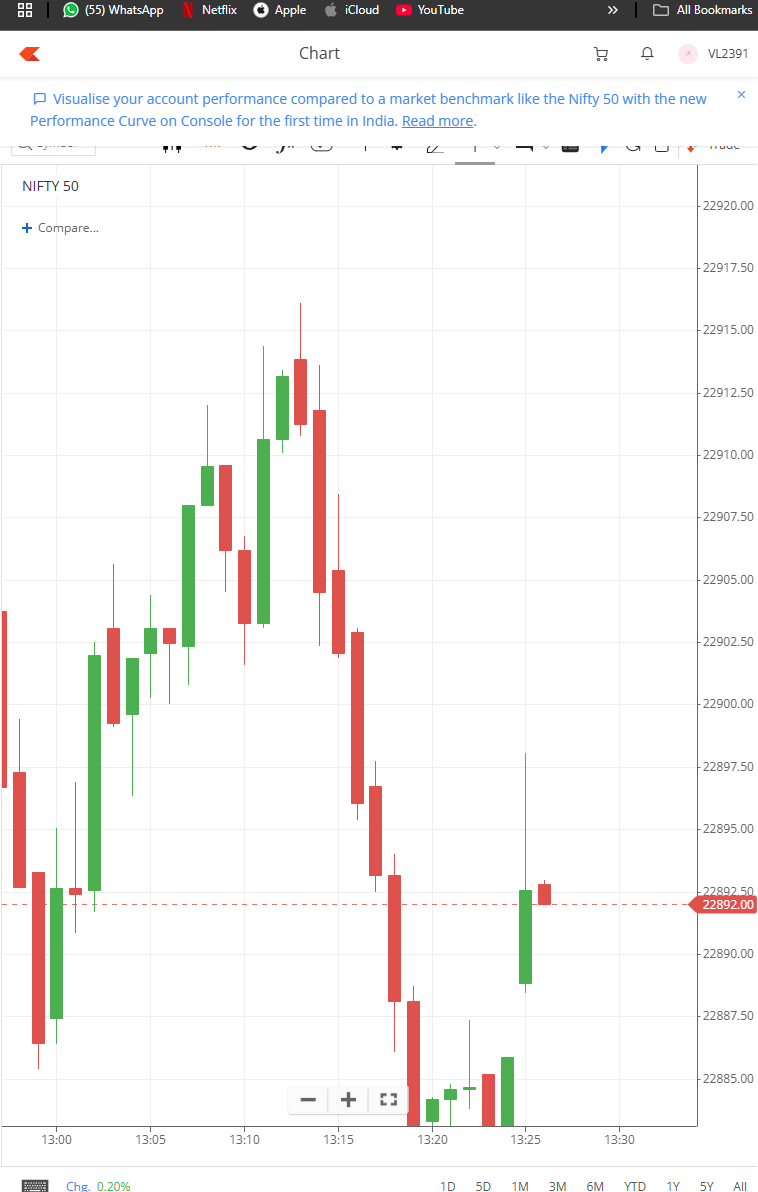 (55) WhatsApp Netflix Apple iCloud YouTube » All Bookmarks
Chart VL2391
Visualise your account performance compared to a market benchmark like the Nifty 50 with the new
Performance Curve on Console for the first time in India. Read more.
NIFTY 50
+ Compare...
22920.00
22917.50
22915.00
22912.50
22910.00
22907.50
22905.00
22902.50
22900.00
22897.50
22895.00
22892.50
22892.00
22890.00
22887.50
22885.00
13:00 13:05 13:10 13:15 13:20 13:25 13:30
Chg. 0.20% 1D 5D 1M 3M 6M YTD 1Y 5Y All